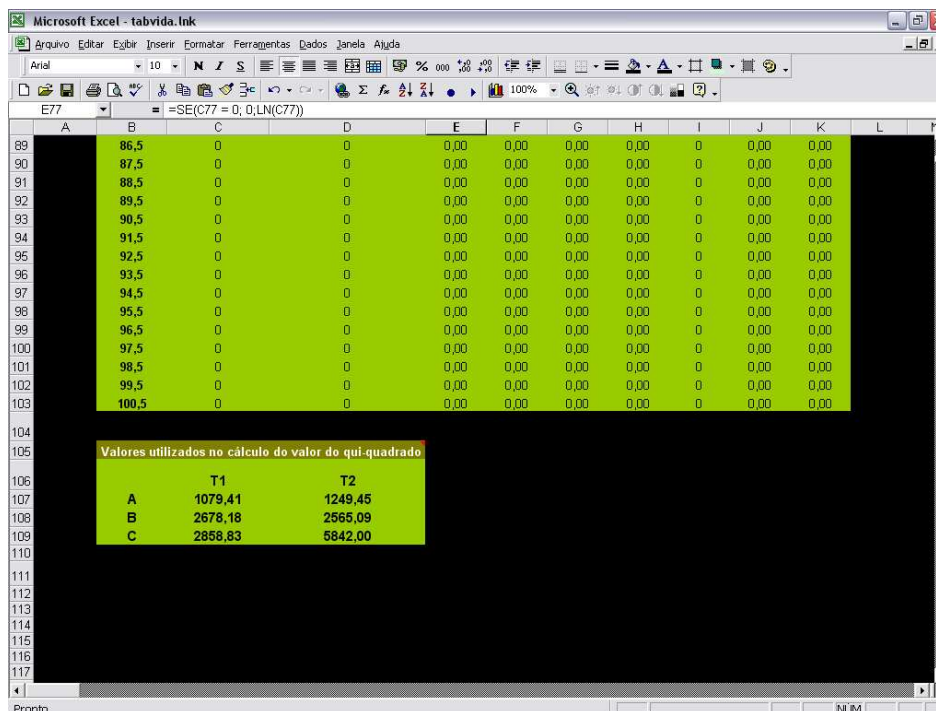 Microsoft Excel - tabvida.lnk
Arquivo Editar Exibir Inserir Formatar Ferramentas Dados Janela Ajuda
Arial 10 N I S % 000
100%
E77 = =SE(C77 = 0; 0;LN(C77))
A B C D E F G H I J K L
89 86,5 0 0 0,00 0,00 0,00 0,00 0 0,00 0,00
90 87,5 0 0 0,00 0,00 0,00 0,00 0 0,00 0,00
91 88,5 0 0 0,00 0,00 0,00 0,00 0 0,00 0,00
92 89,5 0 0 0,00 0,00 0,00 0,00 0 0,00 0,00
93 90,5 0 0 0,00 0,00 0,00 0,00 0 0,00 0,00
94 91,5 0 0 0,00 0,00 0,00 0,00 0 0,00 0,00
95 92,5 0 0 0,00 0,00 0,00 0,00 0 0,00 0,00
96 93,5 0 0 0,00 0,00 0,00 0,00 0 0,00 0,00
97 94,5 0 0 0,00 0,00 0,00 0,00 0 0,00 0,00
98 95,5 0 0 0,00 0,00 0,00 0,00 0 0,00 0,00
99 96,5 0 0 0,00 0,00 0,00 0,00 0 0,00 0,00
100 97,5 0 0 0,00 0,00 0,00 0,00 0 0,00 0,00
101 98,5 0 0 0,00 0,00 0,00 0,00 0 0,00 0,00
102 99,5 0 0 0,00 0,00 0,00 0,00 0 0,00 0,00
103 100,5 0 0 0,00 0,00 0,00 0,00 0 0,00 0,00
104
105 Valores utilizados no cálculo do valor do qui-quadrado
106 T1 T2
107 A 1079,41 1249,45
108 B 2678,18 2565,09
109 C 2858,83 5842,00
110
111
112
113
114
115
116
117
Pronto NÚM